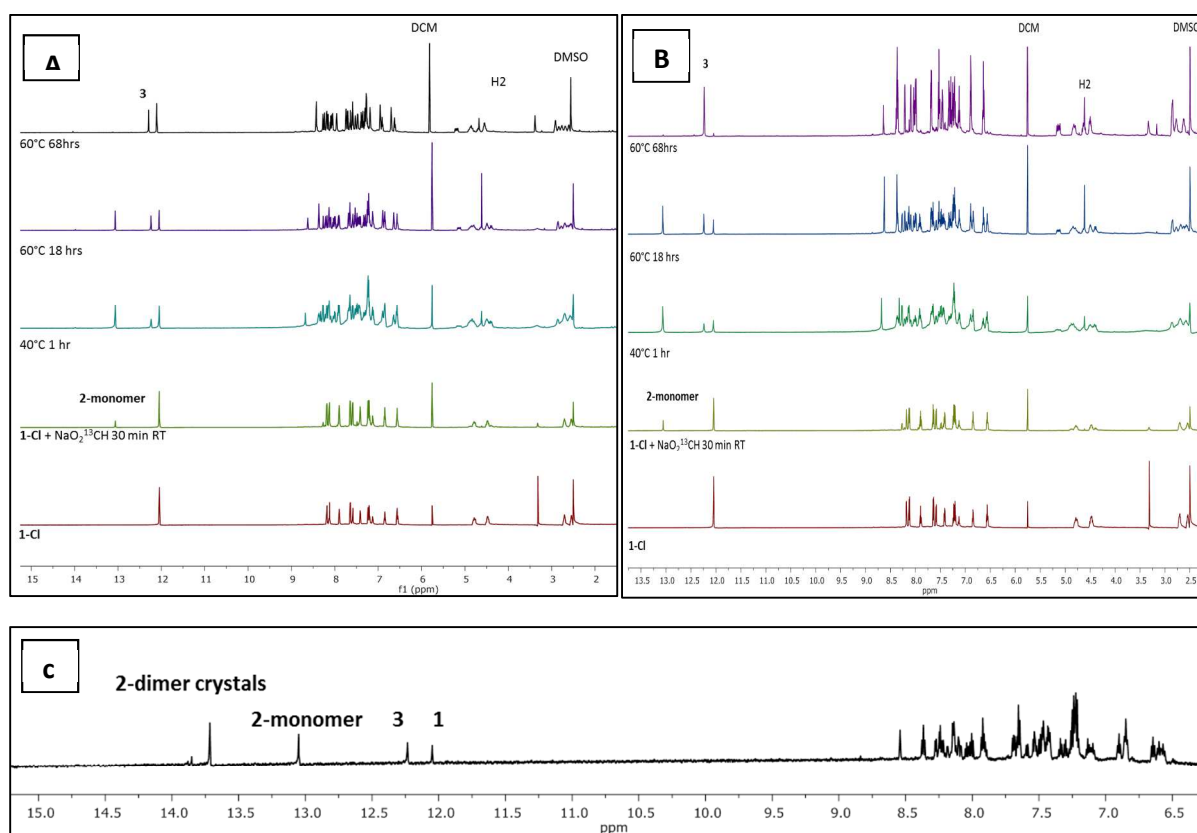 Δ
DCM
DMSO
H2
3
60°C 68hrs
60°C 18 hrs
40°C 1 hr
2-monomer
1-Cl + NaO₂¹³CH 30 min RT
1-Cl
15 14 13 12 11 10 9 8 7 6 5 4 3 2
f1 (ppm)
B
DCM
DMSO
3
H2
60°C 68hrs
60°C 18 hrs
40°C 1 hr
2-monomer
1-Cl + NaO₂¹³CH 30 min RT
1-Cl
13.5 13.0 12.5 12.0 11.5 11.0 10.5 10.0 9.5 9.0 8.5 8.0 7.5 7.0 6.5 6.0 5.5 5.0 4.5 4.0 3.5 3.0 2.5
ppm
c
2-dimer crystals
2-monomer 3 1
15.0 14.5 14.0 13.5 13.0 12.5 12.0 11.5 11.0 10.5 10.0 9.5 9.0 8.5 8.0 7.5 7.0 6.5
ppm